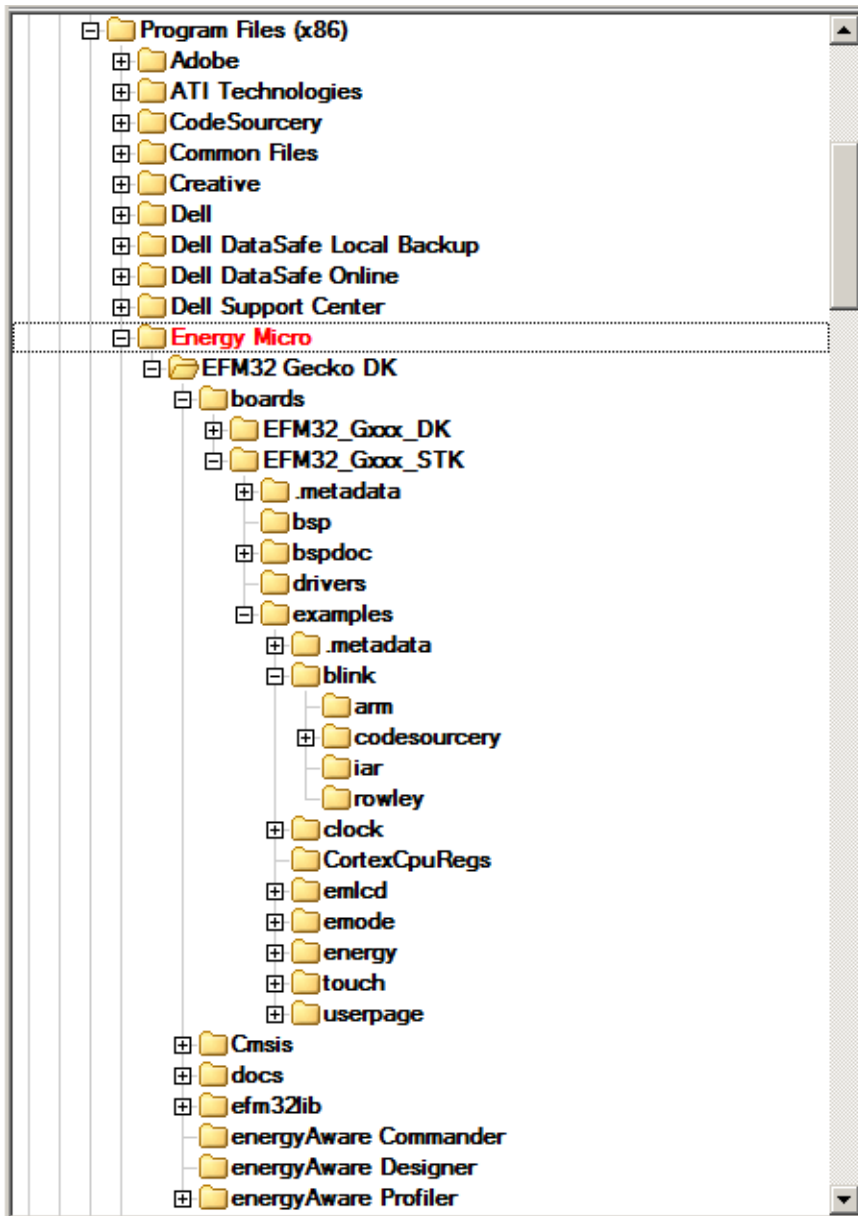 Program Files (x86)
Adobe
ATI Technologies
CodeSourcery
Common Files
Creative
Dell
Dell DataSafe Local Backup
Dell DataSafe Online
Dell Support Center
Energy Micro
EFM32 Gecko DK
boards
EFM32_Gxxx_DK
EFM32_Gxxx_STK
.metadata
bsp
bspdoc
drivers
examples
.metadata
blink
arm
codesourcery
iar
rowley
clock
CortexCpuRegs
emlcd
emode
energy
touch
userpage
Cmsis
docs
efm32lib
energyAware Commander
energyAware Designer
energyAware Profiler